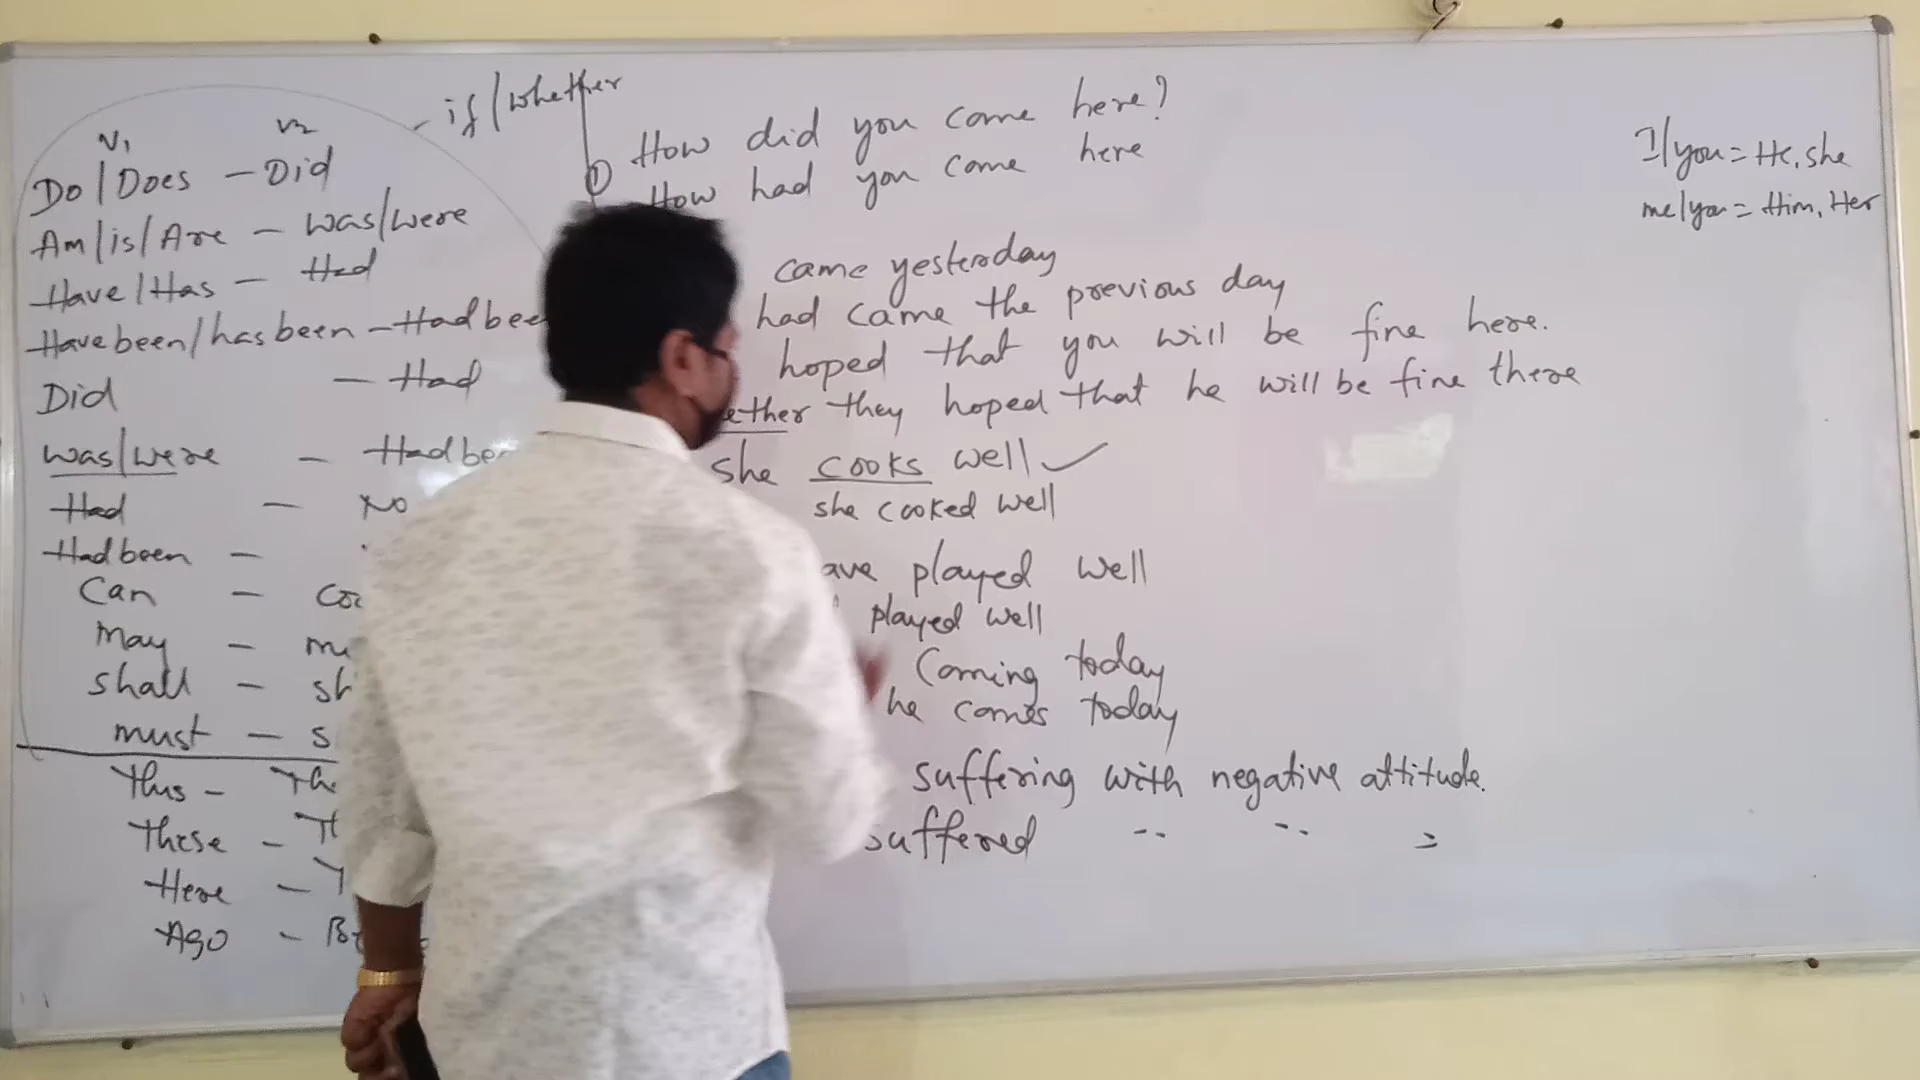 V1 V2
Do/Does - Did
Am/is/Are - was/were
Have/Has - Had
Have been/has been - Had bee
Did - Had
was/were - Had be
Had - No
Had been -
Can - co
May - m
shall - sh
must - s
This - Th
These - Th
Here - T
Ago - B
- if/whether
① How did you come here?
How had you come here
came yesterday
had came the previous day
hoped that you will be fine here.
ether they hoped that he will be fine there
she cooks well ✓
she cooked well
ave played well
played well
Coming today
he comes today
suffering with negative attitude.
suffered -- -- =
I/you = He, she
me/you = Him, Her